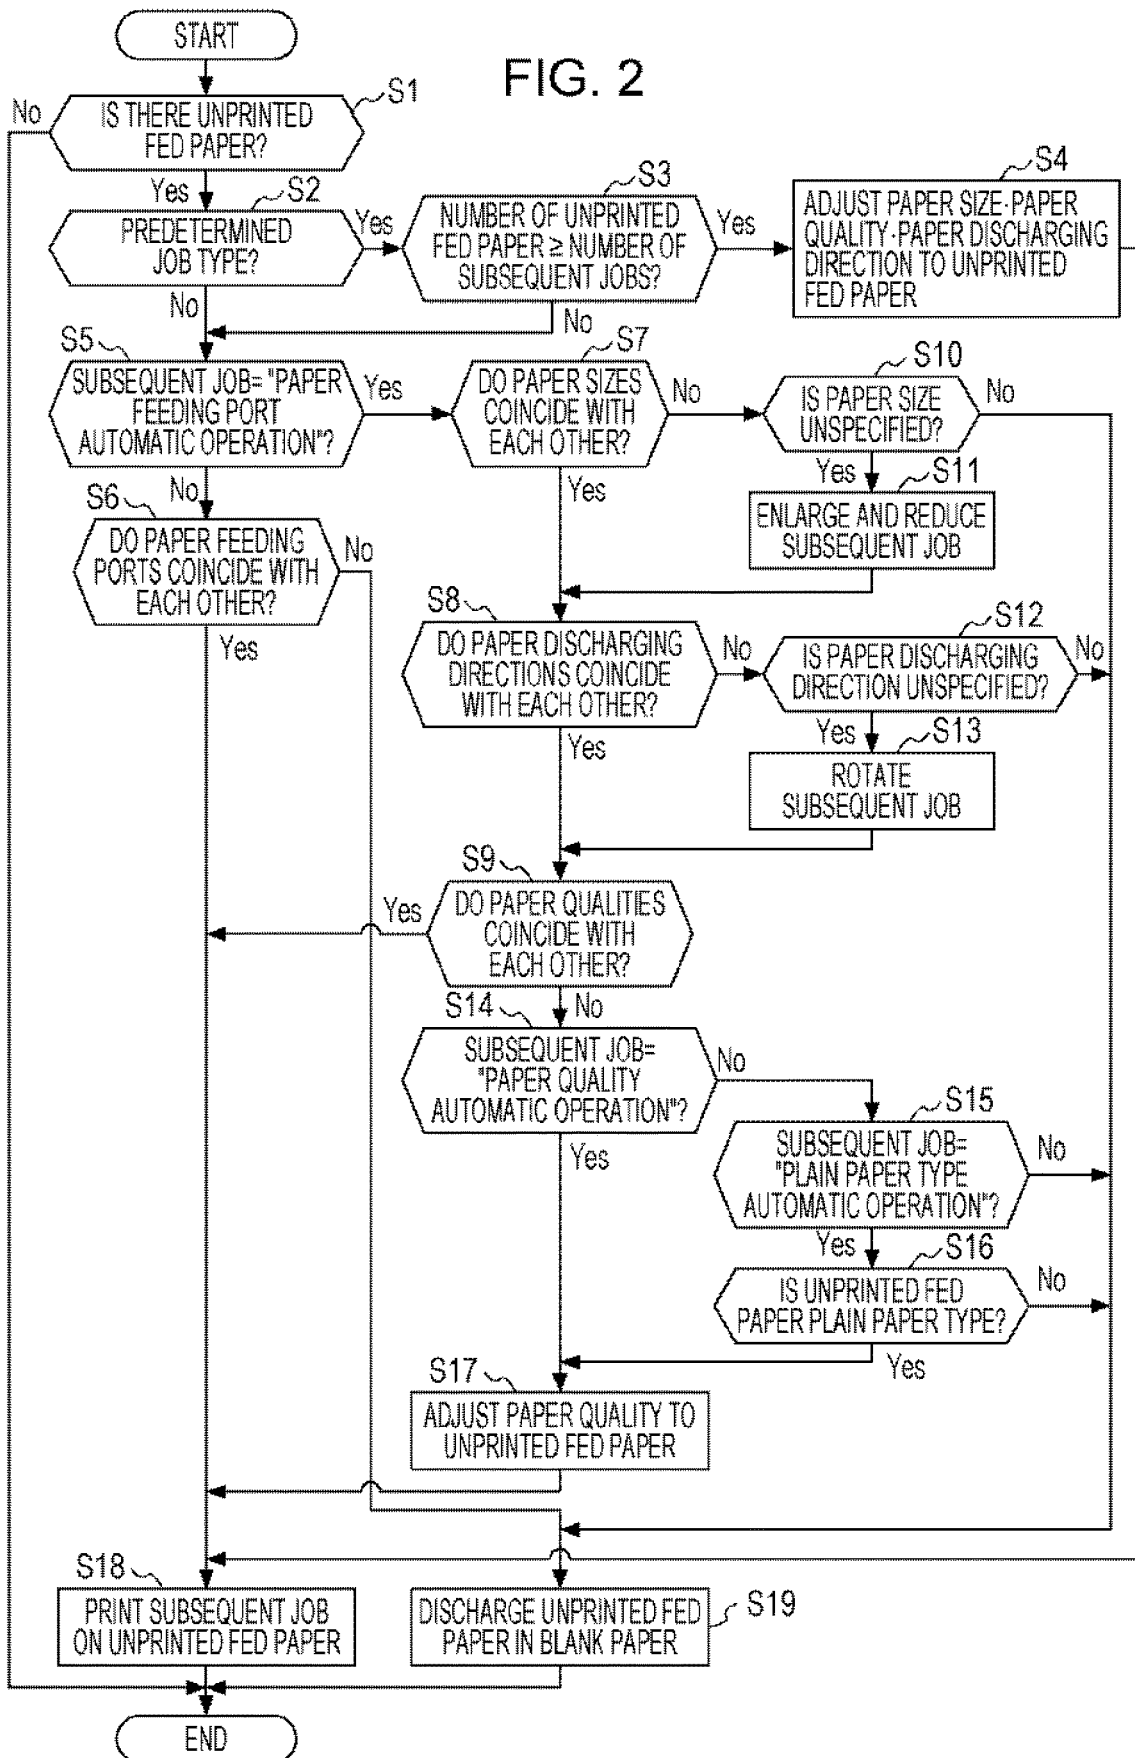 START
FIG. 2
S1
No
IS THERE UNPRINTED
FED PAPER?
Yes
S2
PREDETERMINED
JOB TYPE?
Yes
No
S3
NUMBER OF UNPRINTED
FED PAPER ≥ NUMBER OF
SUBSEQUENT JOBS?
Yes
No
S4
ADJUST PAPER SIZE·PAPER
QUALITY·PAPER DISCHARGING
DIRECTION TO UNPRINTED
FED PAPER
S5
SUBSEQUENT JOB= "PAPER
FEEDING PORT
AUTOMATIC OPERATION"?
Yes
No
S7
DO PAPER SIZES
COINCIDE WITH
EACH OTHER?
No
Yes
S10
IS PAPER SIZE
UNSPECIFIED?
No
Yes
S11
ENLARGE AND REDUCE
SUBSEQUENT JOB
S6
DO PAPER FEEDING
PORTS COINCIDE WITH
EACH OTHER?
No
Yes
S8
DO PAPER DISCHARGING
DIRECTIONS COINCIDE
WITH EACH OTHER?
No
Yes
S12
IS PAPER DISCHARGING
DIRECTION UNSPECIFIED?
No
Yes
S13
ROTATE
SUBSEQUENT JOB
S9
DO PAPER QUALITIES
COINCIDE WITH
EACH OTHER?
Yes
No
S14
SUBSEQUENT JOB=
"PAPER QUALITY
AUTOMATIC OPERATION"?
No
Yes
S15
SUBSEQUENT JOB=
"PLAIN PAPER TYPE
AUTOMATIC OPERATION"?
No
Yes
S16
IS UNPRINTED FED
PAPER PLAIN PAPER TYPE?
No
Yes
S17
ADJUST PAPER QUALITY TO
UNPRINTED FED PAPER
S18
PRINT SUBSEQUENT JOB
ON UNPRINTED FED PAPER
S19
DISCHARGE UNPRINTED FED
PAPER IN BLANK PAPER
END